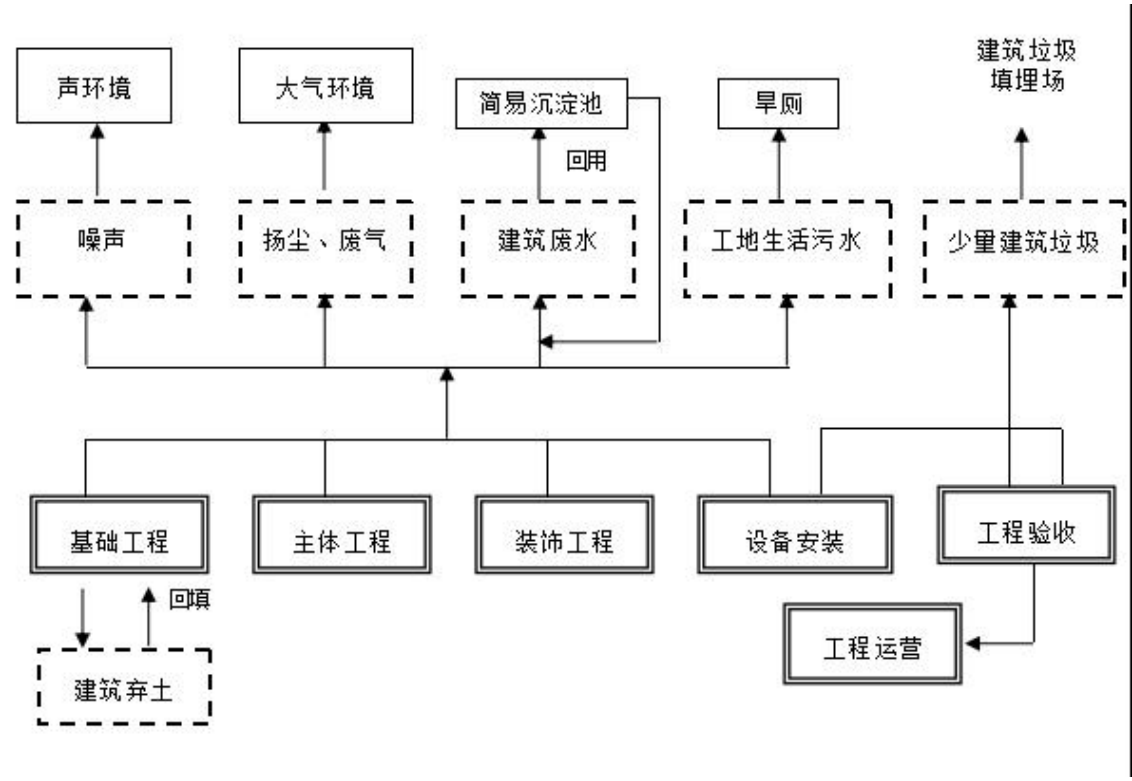 建筑垃圾
填埋场
声环境
大气环境
简易沉淀池
旱厕
回用
噪声
扬尘、废气
建筑废水
工地生活污水
少量建筑垃圾
基础工程
主体工程
装饰工程
设备安装
工程验收
回填
工程运营
建筑弃土